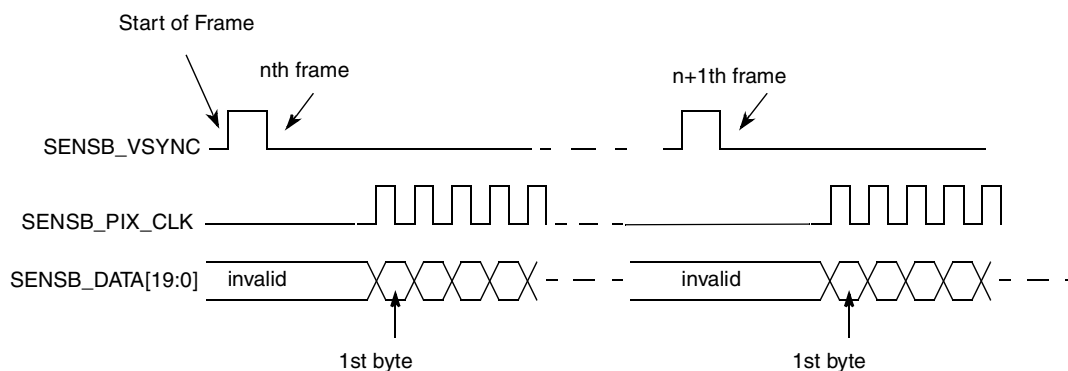 Start of Frame
nth frame
n+1th frame
SENSB_VSYNC
SENSB_PIX_CLK
SENSB_DATA[19:0]
invalid
invalid
1st byte
1st byte